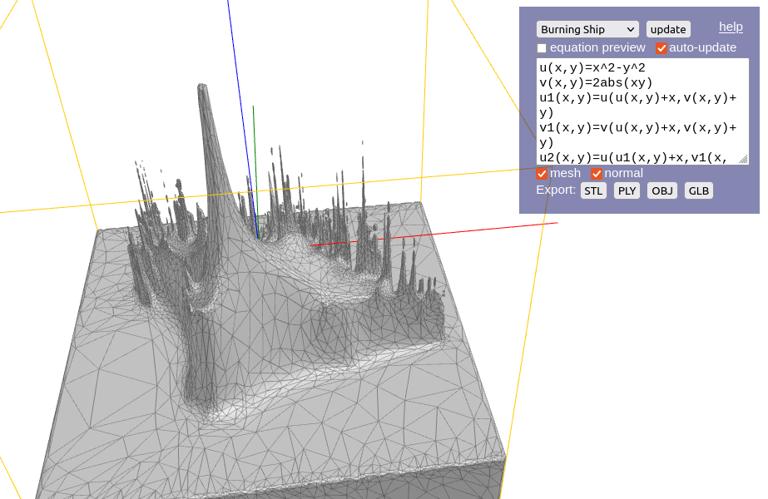 Burning Ship
update
help
equation preview
auto-update
u(x,y)=x^2-y^2
v(x,y)=2abs(xy)
u1(x,y)=u(u(x,y)+x,v(x,y)+
y)
v1(x,y)=v(u(x,y)+x,v(x,y)+
y)
u2(x,y)=u(u1(x,y)+x,v1(x,
mesh
normal
Export: STL PLY OBJ GLB